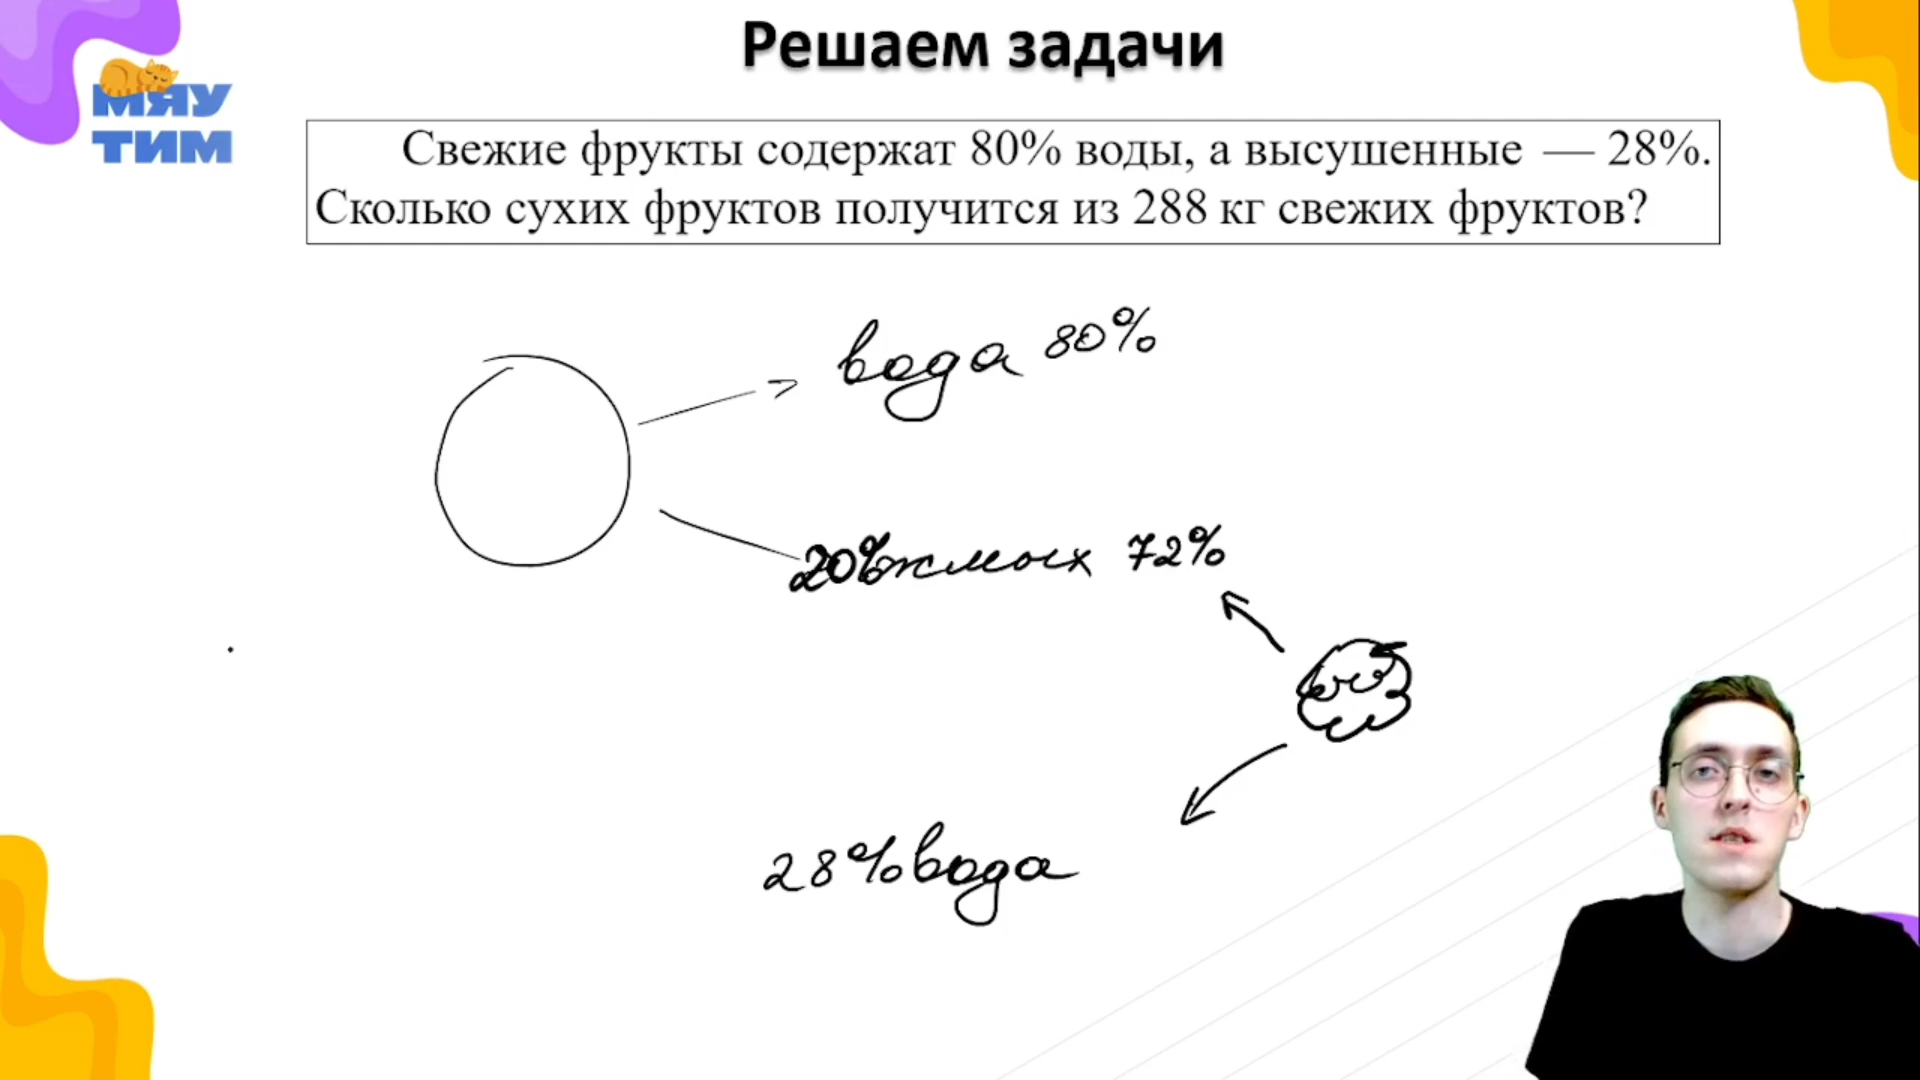 Решаем задачи
МЯУ
ТИМ
Свежие фрукты содержат 80% воды, а высушенные — 28%.
Сколько сухих фруктов получится из 288 кг свежих фруктов?
вода 80%
20% жмых 72%
28% вода